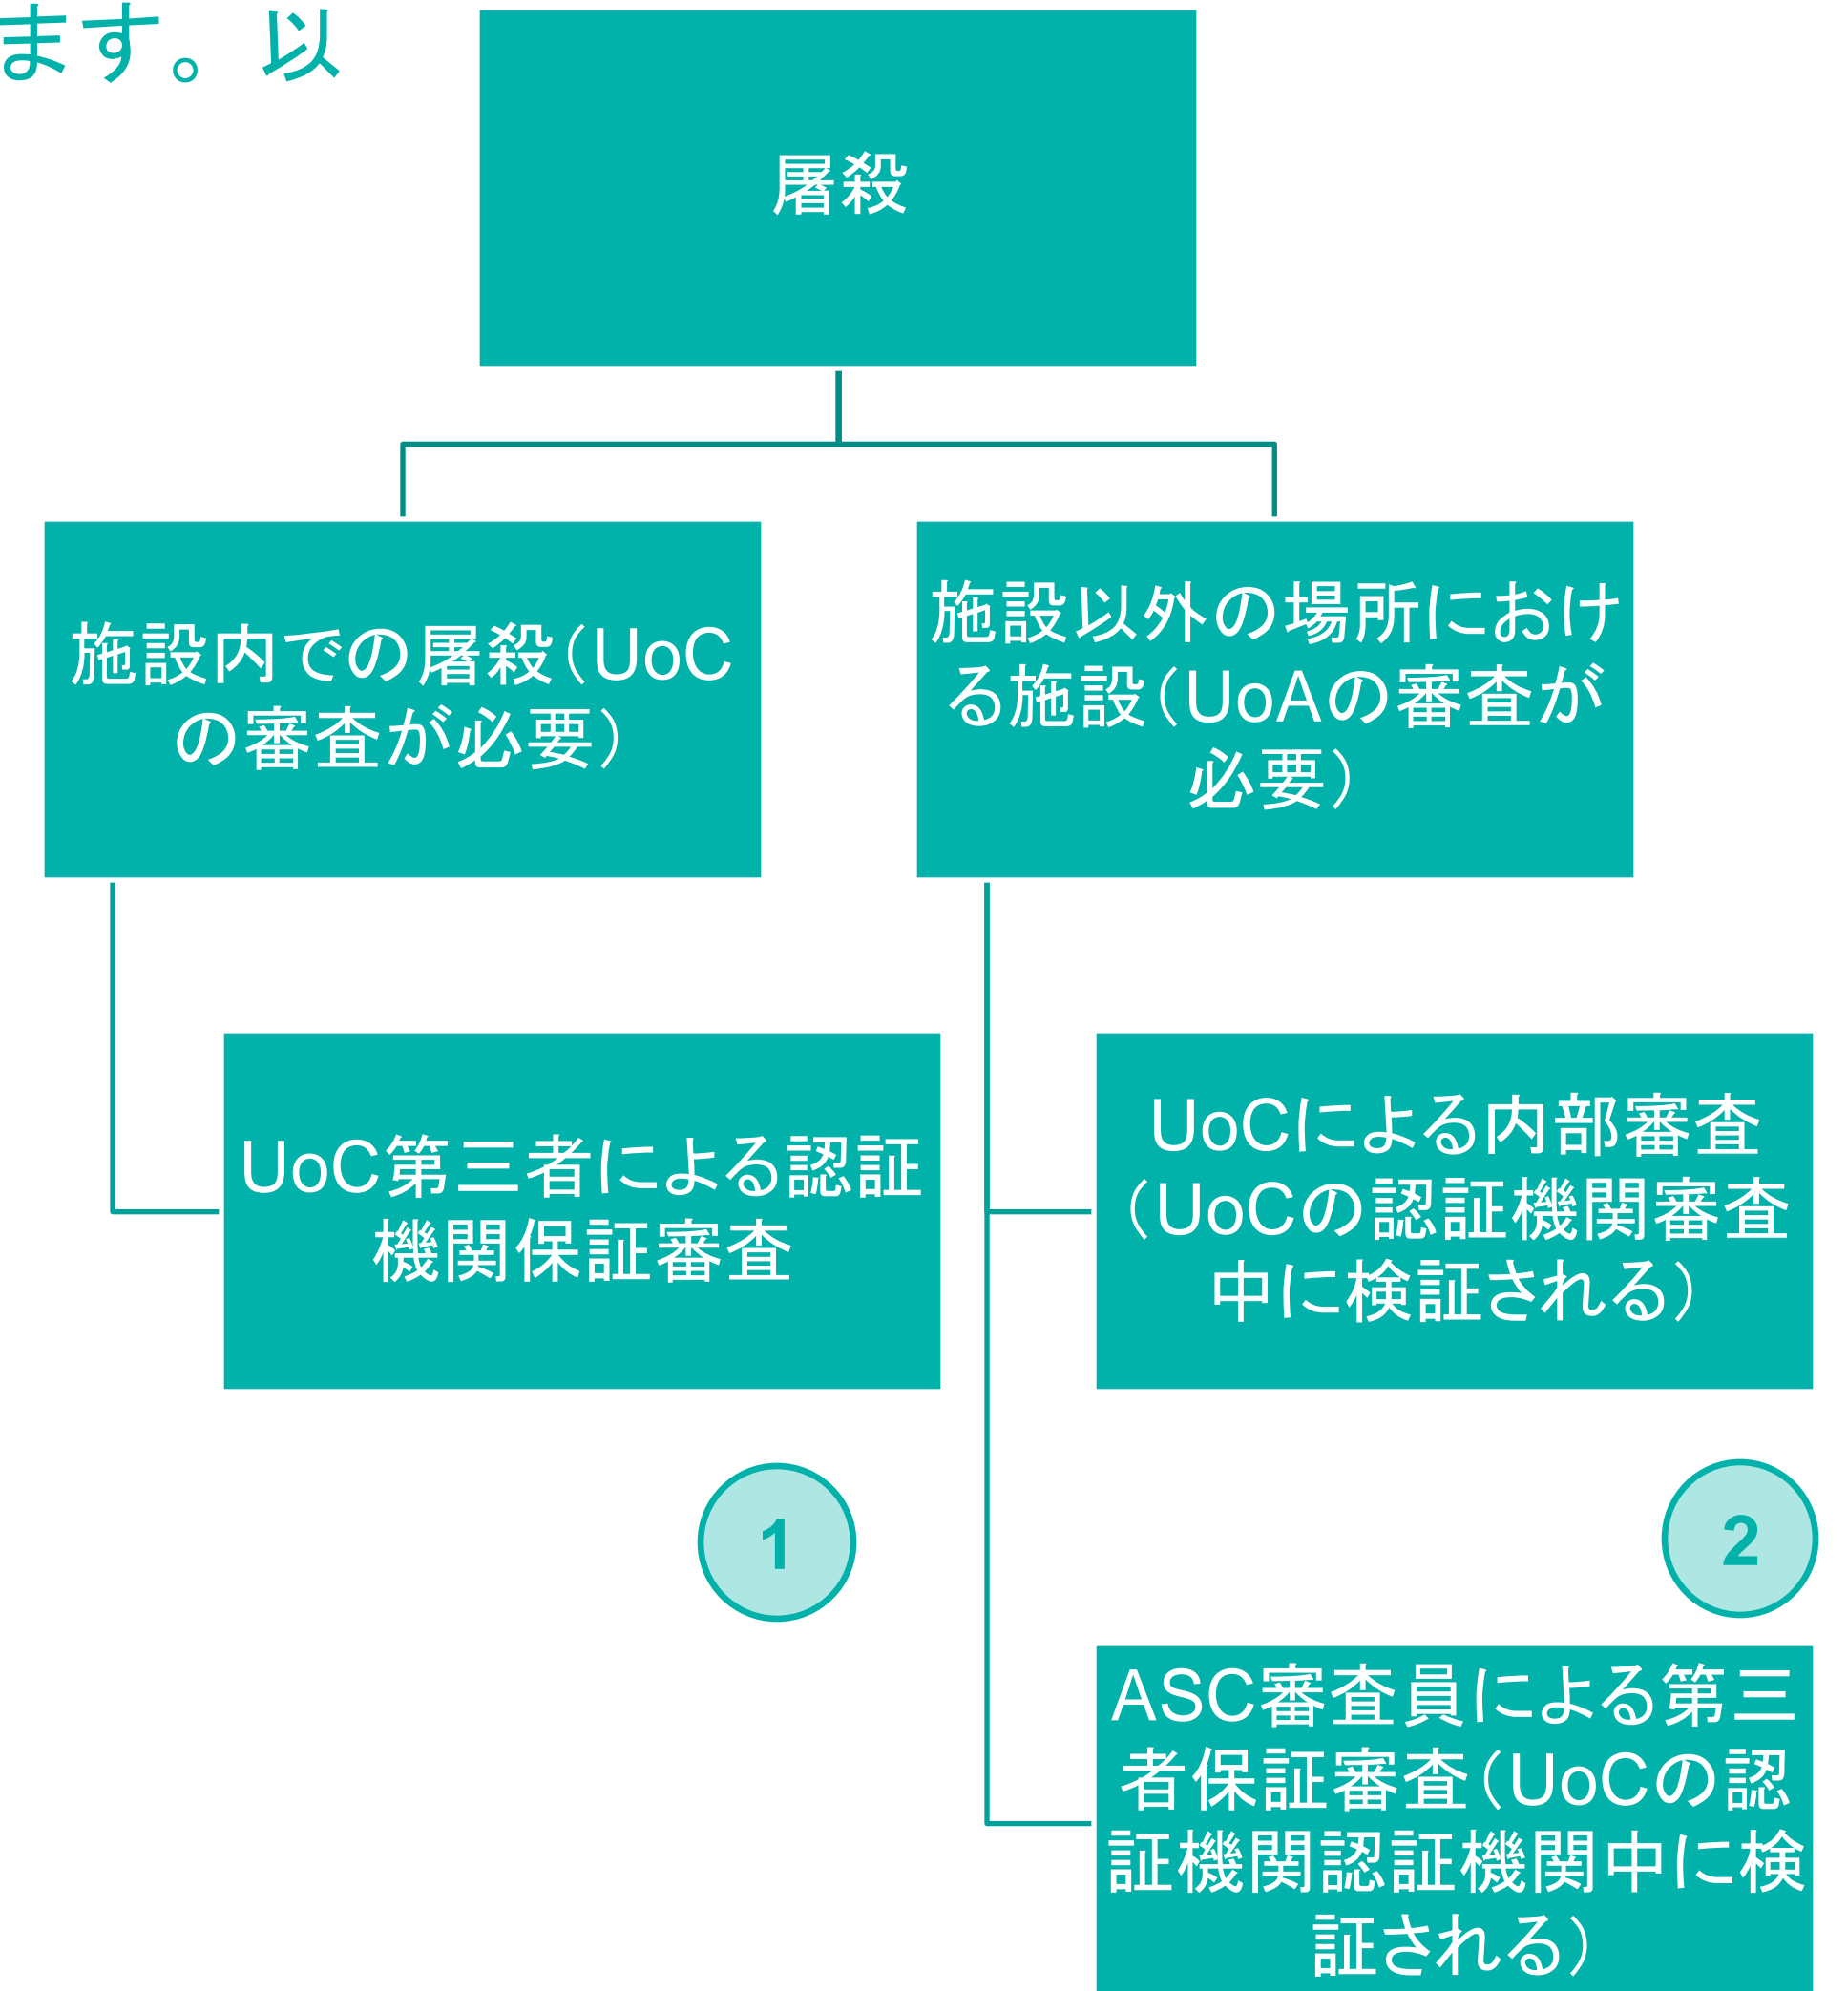 ます。以
屠殺
施設内での屠殺(UoC
の審査が必要)
施設以外の場所におけ
る施設(UoAの審査が
必要)
UoC第三者による認証
機関保証審査
UoCによる内部審査
(UoCの認証機関審査
中に検証される)
1
2
ASC審査員による第三
者保証審査(UoCの認
証機関認証機関中に検
証される)